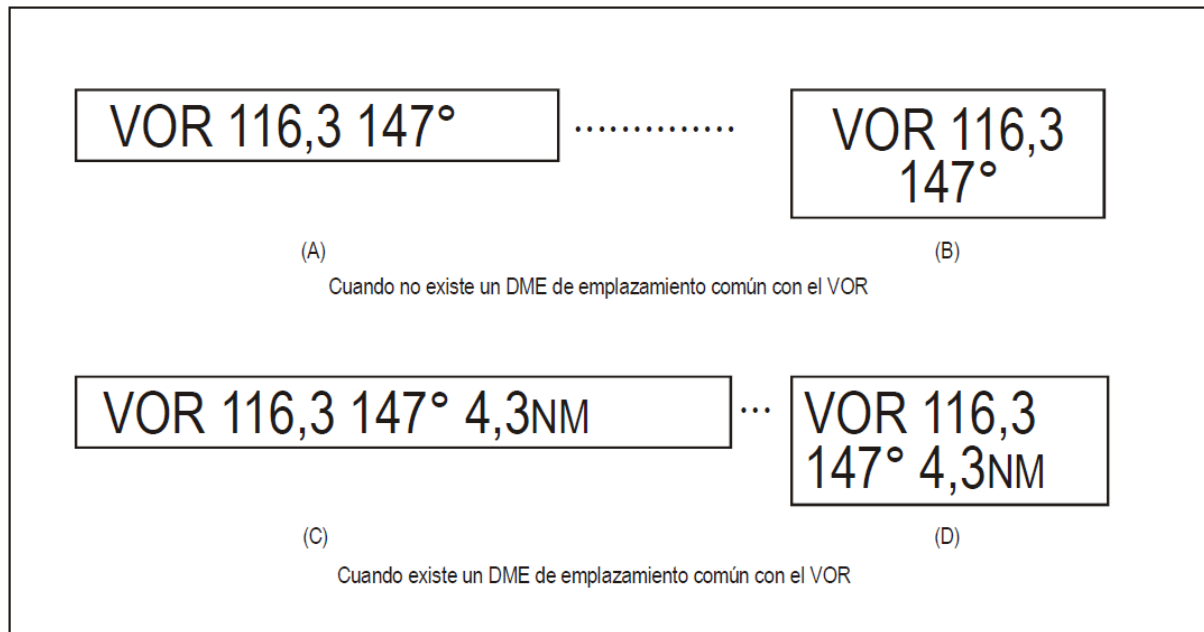 VOR 116,3 147° ..............
VOR 116,3
147°
(A)
(B)
Cuando no existe un DME de emplazamiento común con el VOR
VOR 116,3 147° 4,3NM ...
VOR 116,3
147° 4,3NM
(C)
(D)
Cuando existe un DME de emplazamiento común con el VOR